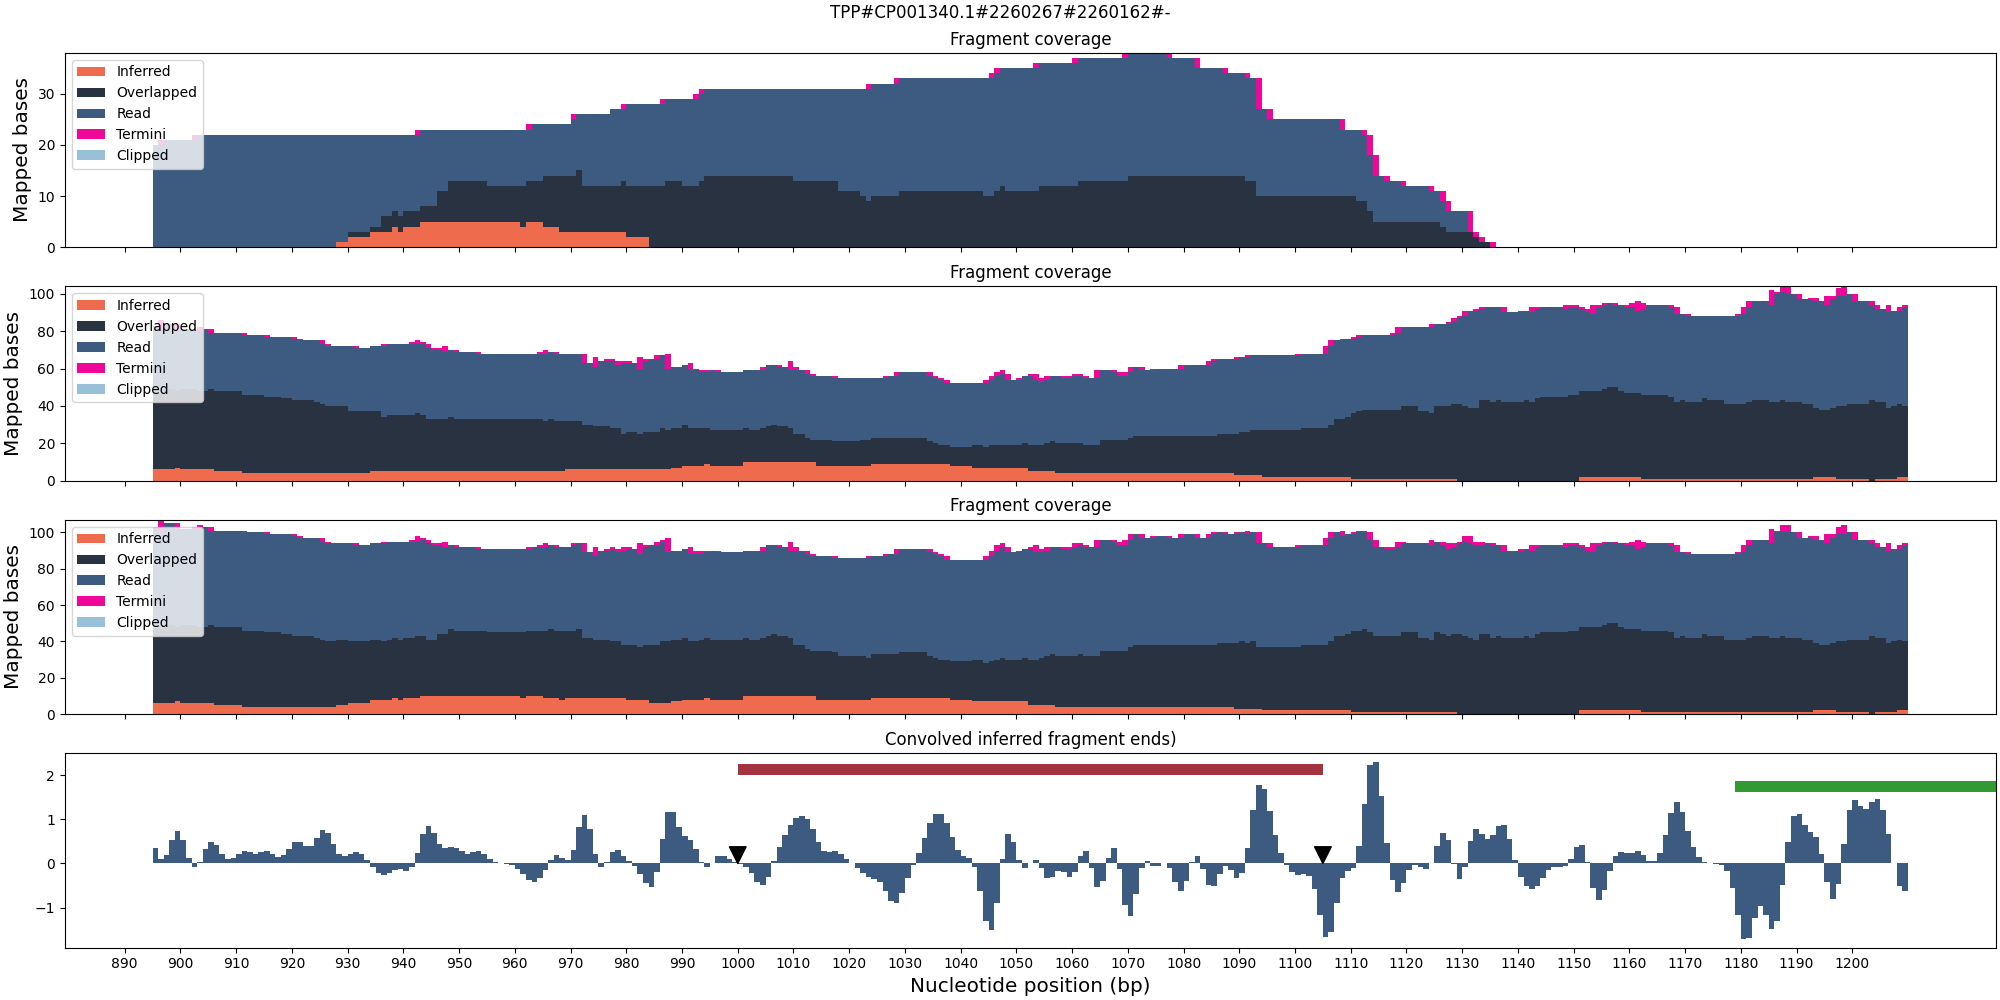 TPP#CP001340.1#2260267#2260162#-
Fragment coverage
Mapped bases
30
20
10
0
Inferred
Overlapped
Read
Termini
Clipped
Fragment coverage
Mapped bases
100
80
60
40
20
0
Inferred
Overlapped
Read
Termini
Clipped
Fragment coverage
Mapped bases
100
80
60
40
20
0
Inferred
Overlapped
Read
Termini
Clipped
Convolved inferred fragment ends)
2
1
0
−1
890 900 910 920 930 940 950 960 970 980 990 1000 1010 1020 1030 1040 1050 1060 1070 1080 1090 1100 1110 1120 1130 1140 1150 1160 1170 1180 1190 1200
Nucleotide position (bp)